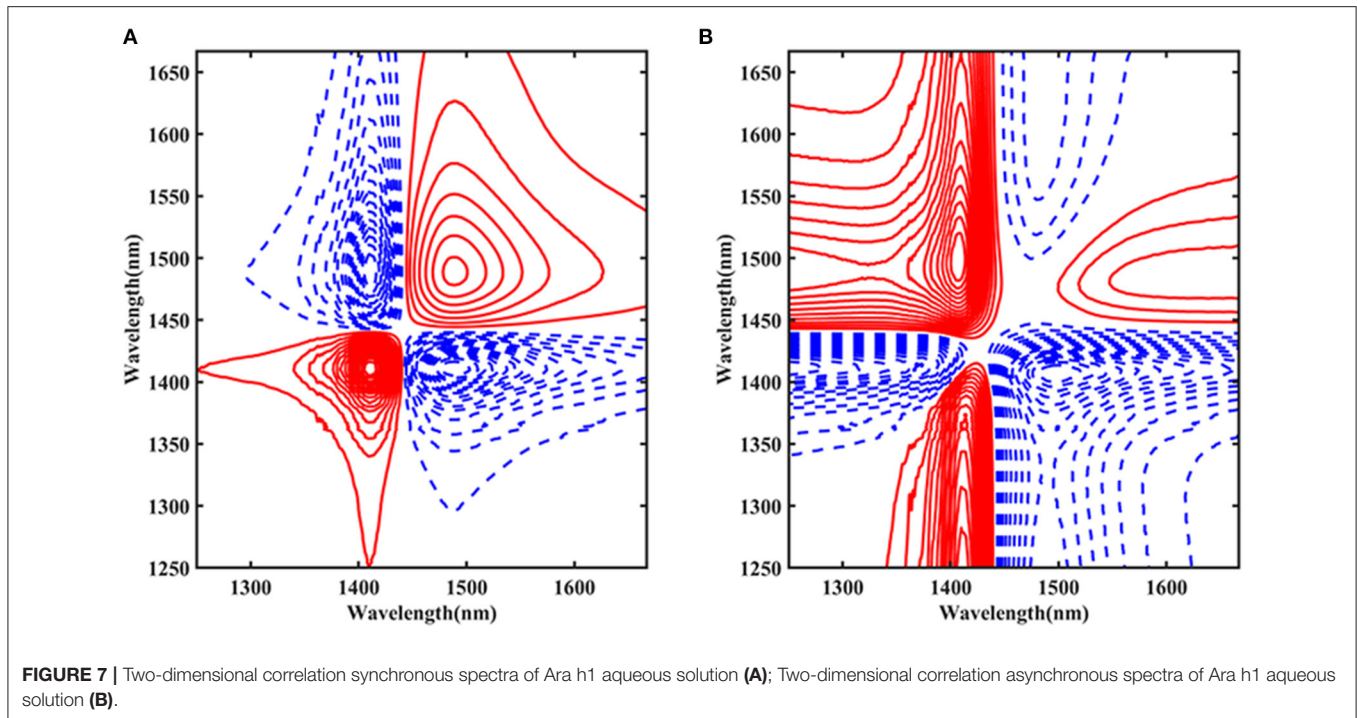 A
B
1650
1600
1550
1500
1450
1400
1350
1300
1250
Wavelength(nm)
1300 1400 1500 1600
Wavelength(nm)
1650
1600
1550
1500
1450
1400
1350
1300
1250
Wavelength(nm)
1300 1400 1500 1600
Wavelength(nm)
FIGURE 7 | Two-dimensional correlation synchronous spectra of Ara h1 aqueous solution (A); Two-dimensional correlation asynchronous spectra of Ara h1 aqueous
solution (B).